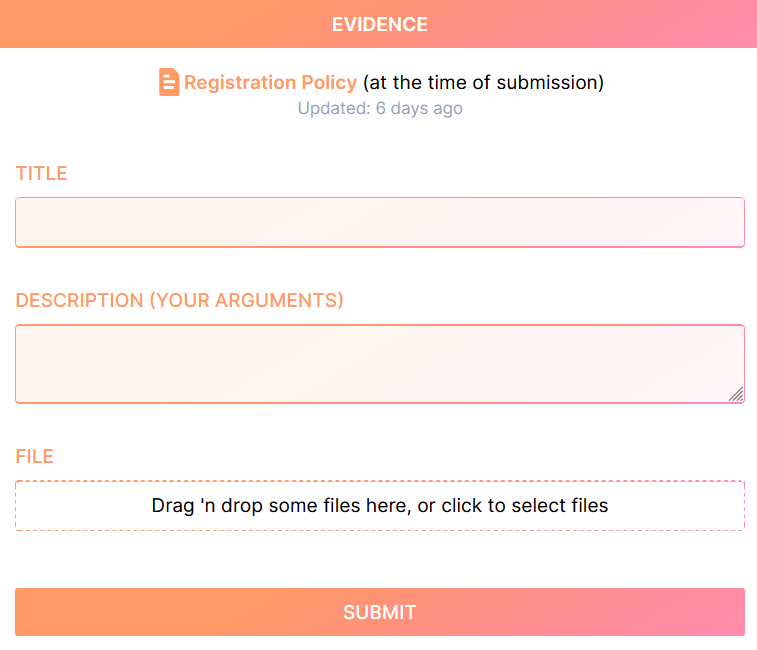 EVIDENCE
Registration Policy (at the time of submission)
Updated: 6 days ago
TITLE
DESCRIPTION (YOUR ARGUMENTS)
FILE
Drag 'n drop some files here, or click to select files
SUBMIT